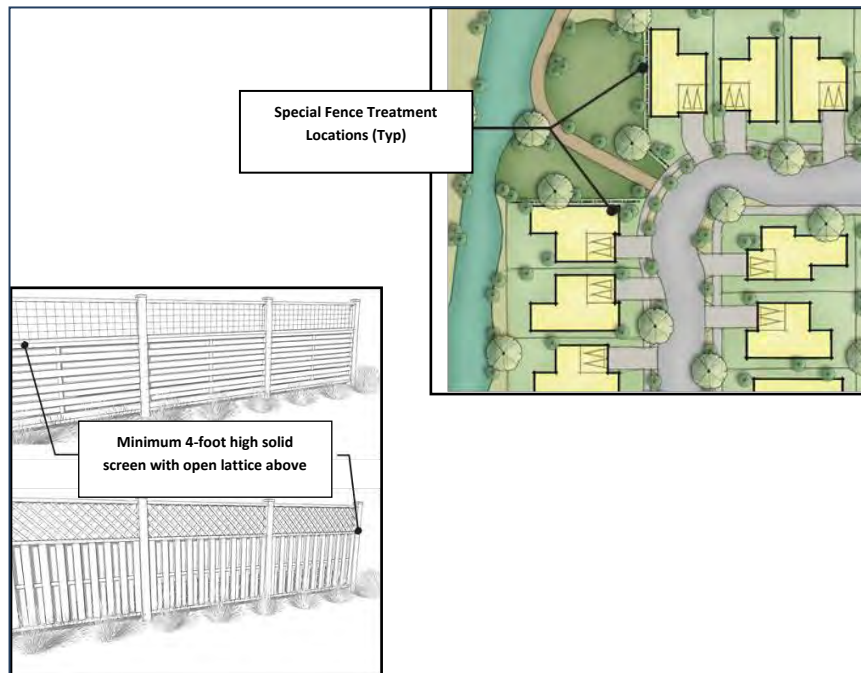 Special Fence Treatment
Locations (Typ)
Minimum 4-foot high solid
screen with open lattice above